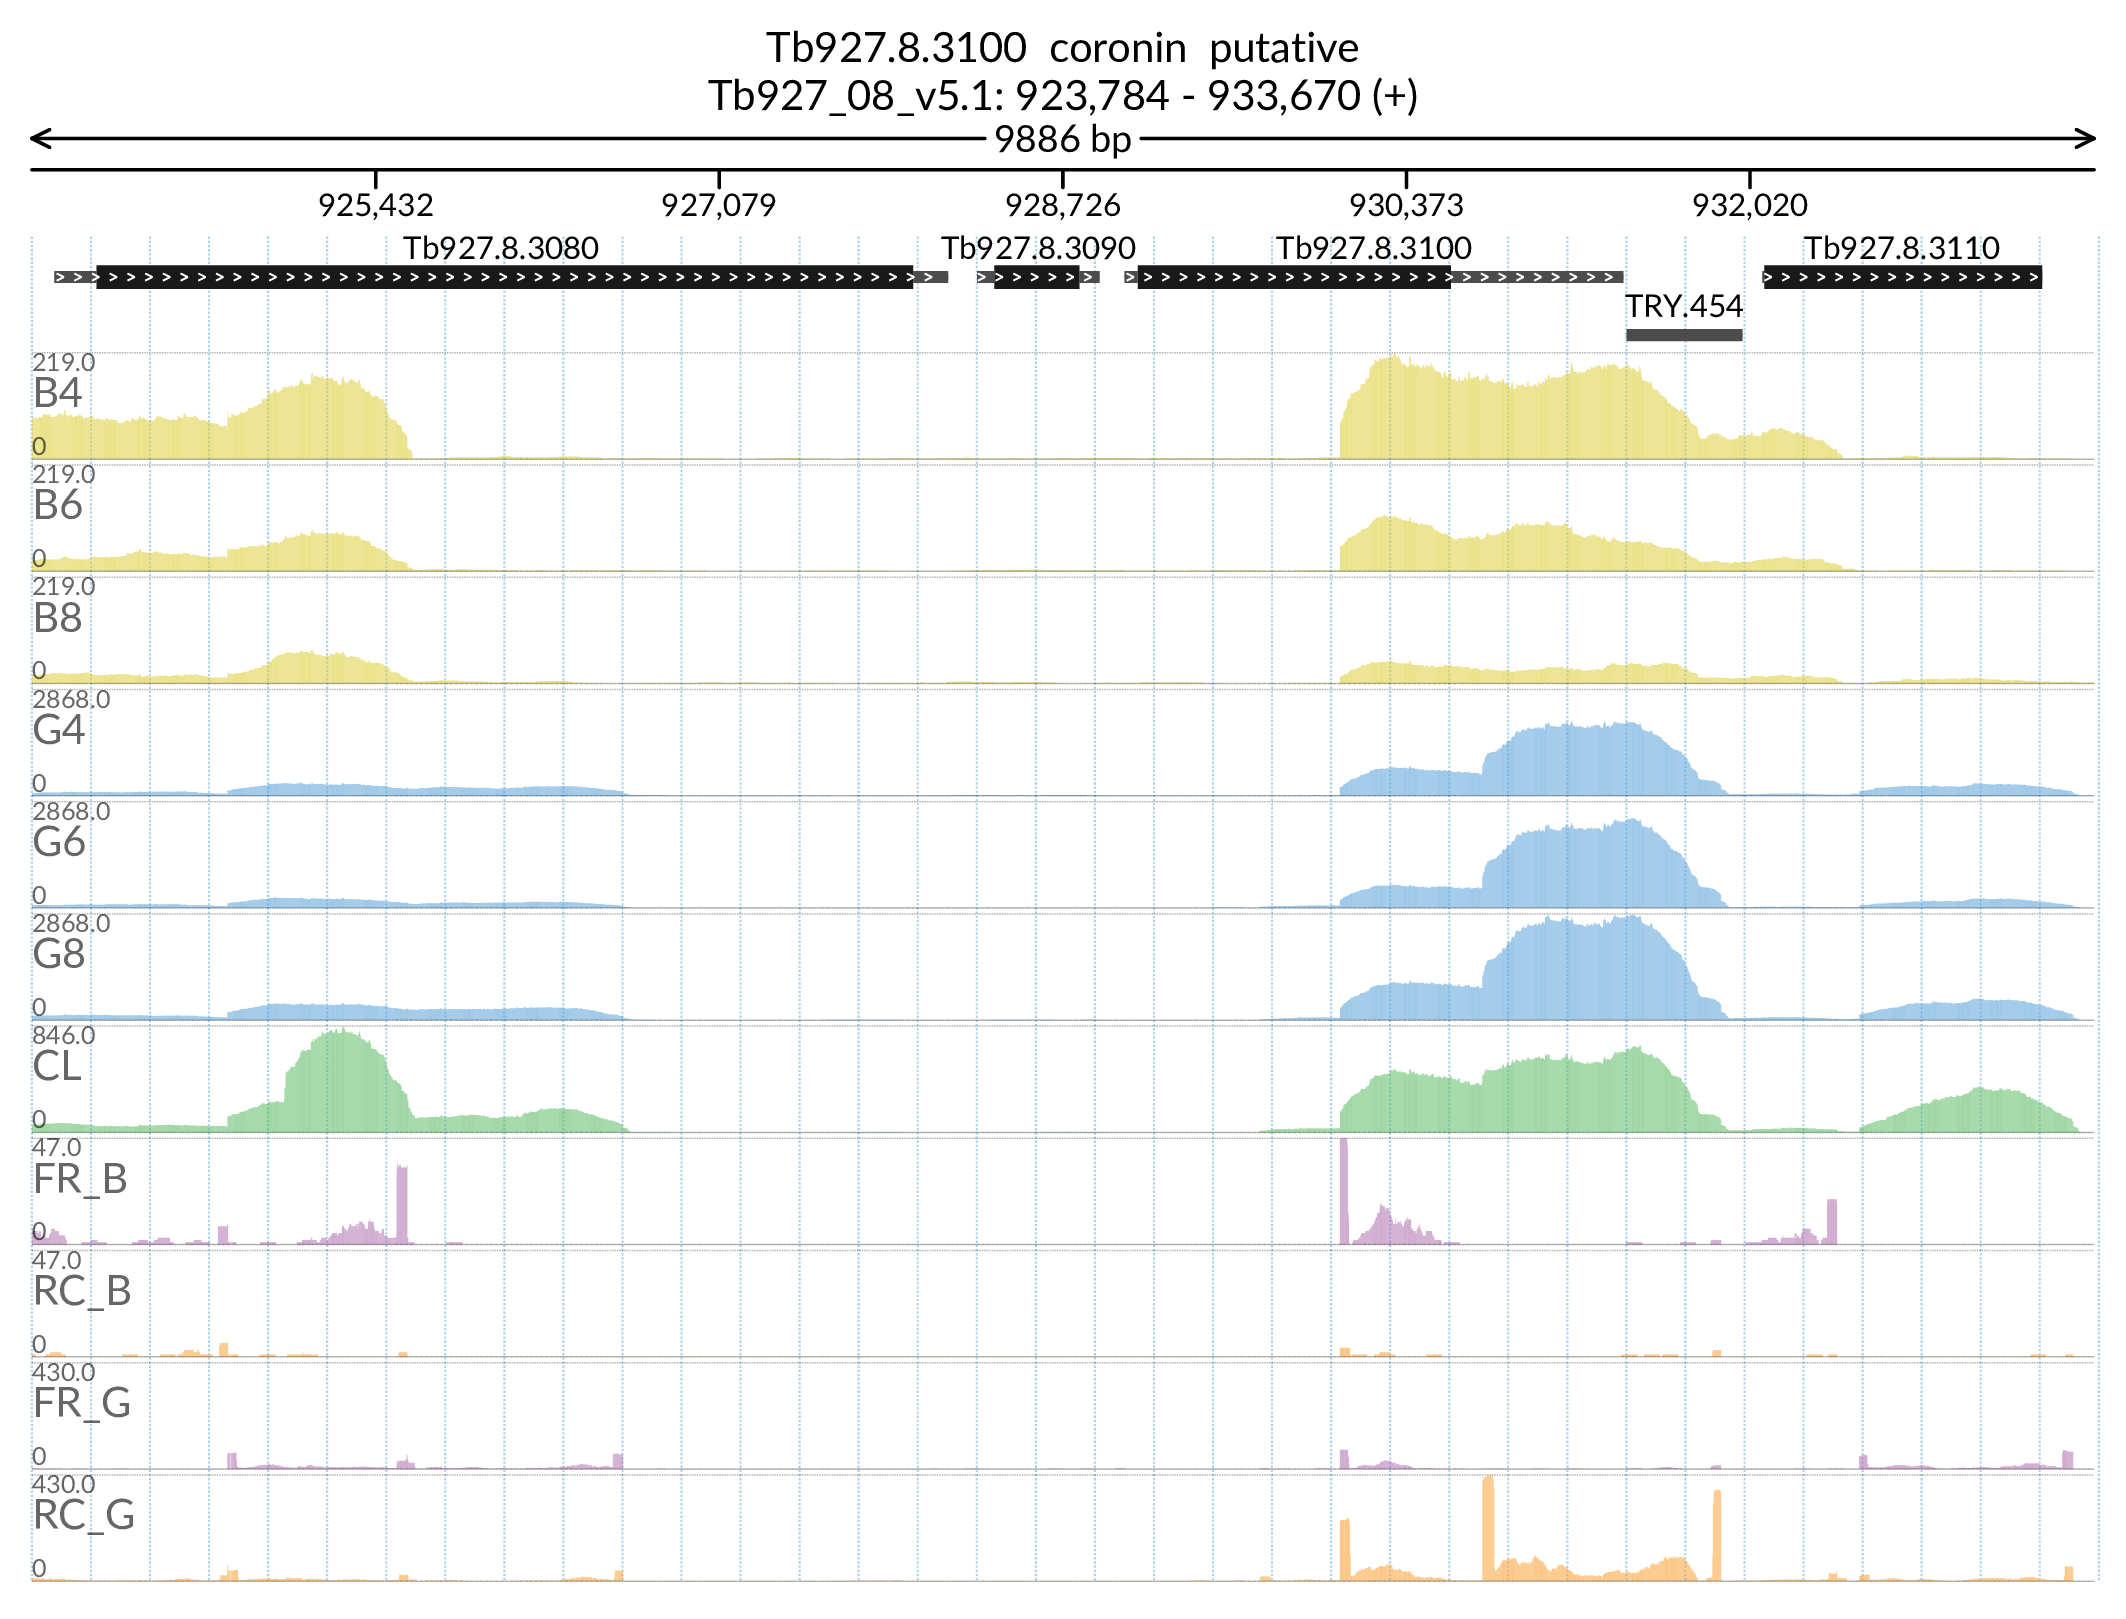 Tb927.8.3100 coronin putative
Tb927_08_v5.1: 923,784 - 933,670 (+)
9886 bp
925,432 927,079 928,726 930,373 932,020
Tb927.8.3080 Tb927.8.3090 Tb927.8.3100 Tb927.8.3110
TRY.454
219.0
B4
0
219.0
B6
0
219.0
B8
0
2868.0
G4
0
2868.0
G6
0
2868.0
G8
0
846.0
CL
0
47.0
FR_B
0
47.0
RC_B
0
430.0
FR_G
0
430.0
RC_G
0